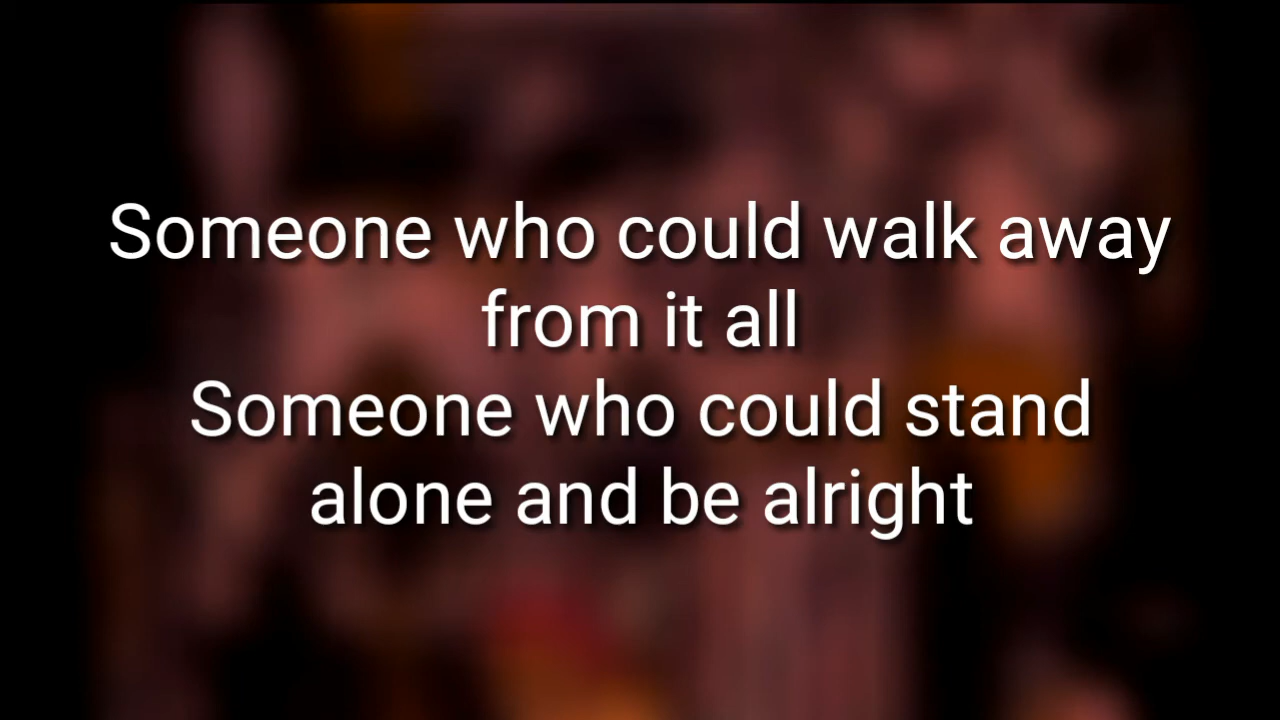 Someone who could walk away
from it all
Someone who could stand
alone and be alright